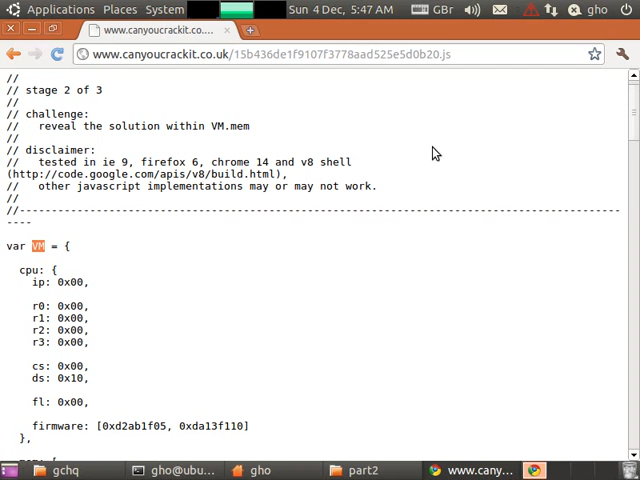 Applications Places System Sun 4 Dec, 5:47 AM GBr gho
www.canyoucrackit.co....
www.canyoucrackit.co.uk/15b436de1f9107f3778aad525e5d0b20.js
//
// stage 2 of 3
//
// challenge:
//   reveal the solution within VM.mem
//
// disclaimer:
//   tested in ie 9, firefox 6, chrome 14 and v8 shell
(http://code.google.com/apis/v8/build.html),
//   other javascript implementations may or may not work.
//
//--------------------------------------------------------------------------------------------
----
var VM = {
cpu: {
ip: 0x00,
r0: 0x00,
r1: 0x00,
r2: 0x00,
r3: 0x00,
cs: 0x00,
ds: 0x10,
fl: 0x00,
firmware: [0xd2ab1f05, 0xda13f110]
},
gchq gho@ubu... gho part2 www.cany...